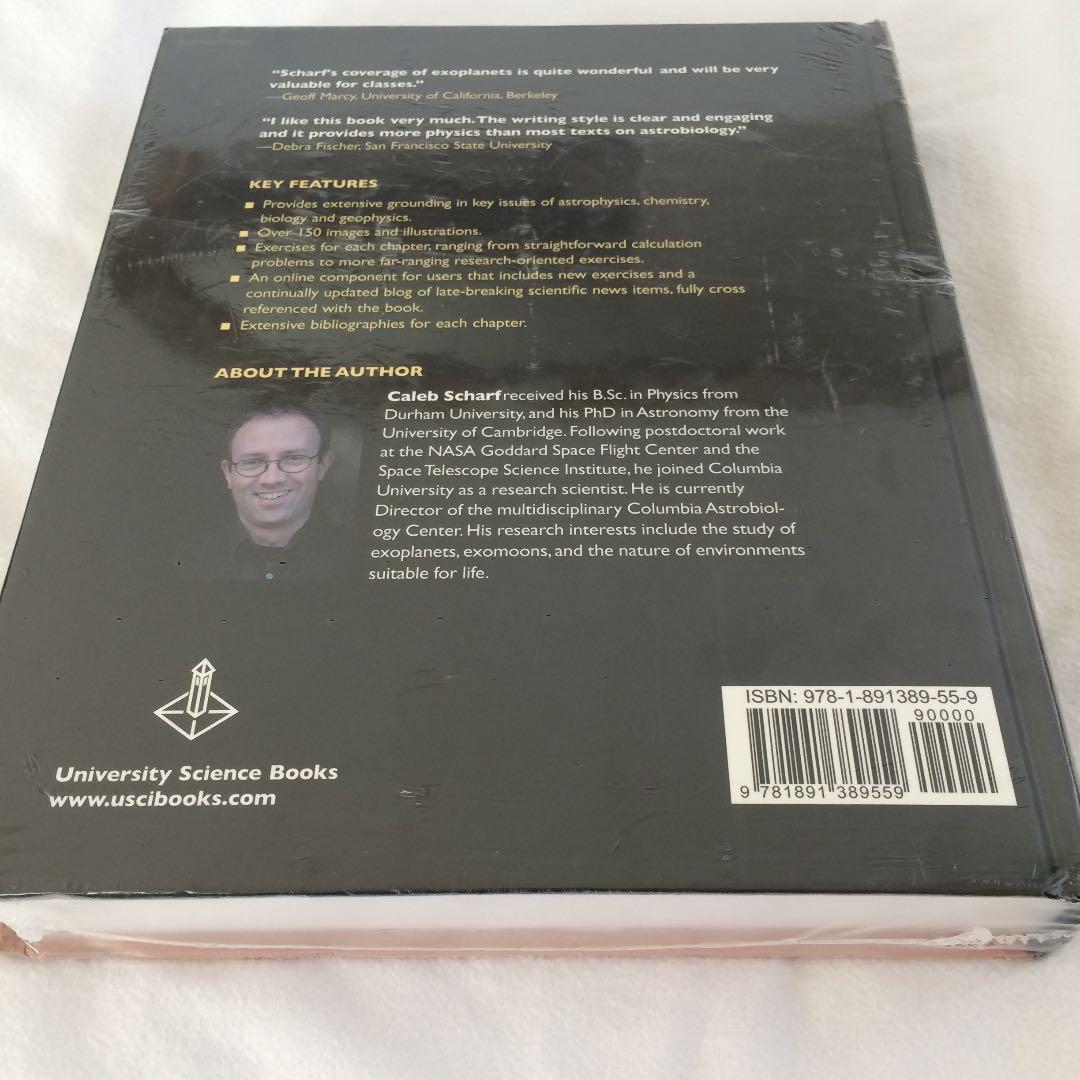 “Scharf’s coverage of exoplanets is quite wonderful and will be very
valuable for classes.”
—Geoff Marcy, University of California, Berkeley
“I like this book very much. The writing style is clear and engaging
and it provides more physics than most texts on astrobiology.”
—Debra Fischer, San Francisco State University
KEY FEATURES
■ Provides extensive grounding in key issues of astrophysics, chemistry,
biology and geophysics.
■ Over 150 images and illustrations.
■ Exercises for each chapter, ranging from straightforward calculation
problems to more far-ranging research-oriented exercises.
■ An online component for users that includes new exercises and a
continually updated blog of late-breaking scientific news items, fully cross
referenced with the book.
■ Extensive bibliographies for each chapter.
ABOUT THE AUTHOR
Caleb Scharf received his B.Sc. in Physics from
Durham University, and his PhD in Astronomy from the
University of Cambridge. Following postdoctoral work
at the NASA Goddard Space Flight Center and the
Space Telescope Science Institute, he joined Columbia
University as a research scientist. He is currently
Director of the multidisciplinary Columbia Astrobiol-
ogy Center. His research interests include the study of
exoplanets, exomoons, and the nature of environments
suitable for life.
University Science Books
www.uscibooks.com
ISBN: 978-1-891389-55-9
90000
9 781891 389559